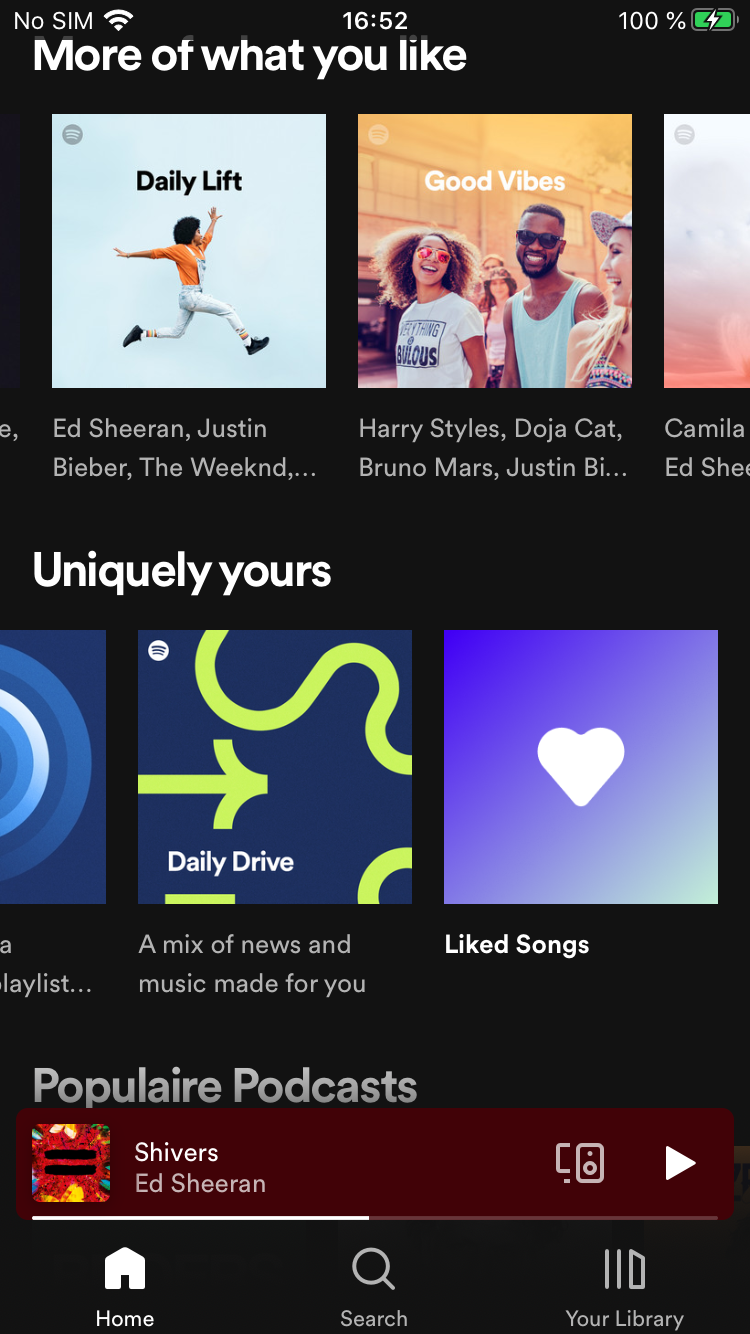 No SIM 16:52 100 %
More of what you like
Daily Lift
Good Vibes
EVERYTHING
BULOUS
e,
Ed Sheeran, Justin
Bieber, The Weeknd,...
Harry Styles, Doja Cat,
Bruno Mars, Justin Bi...
Camila
Ed Shee
Uniquely yours
Daily Drive
a
playlist...
A mix of news and
music made for you
Liked Songs
Populaire Podcasts
Shivers
Ed Sheeran
Home
Search
Your Library